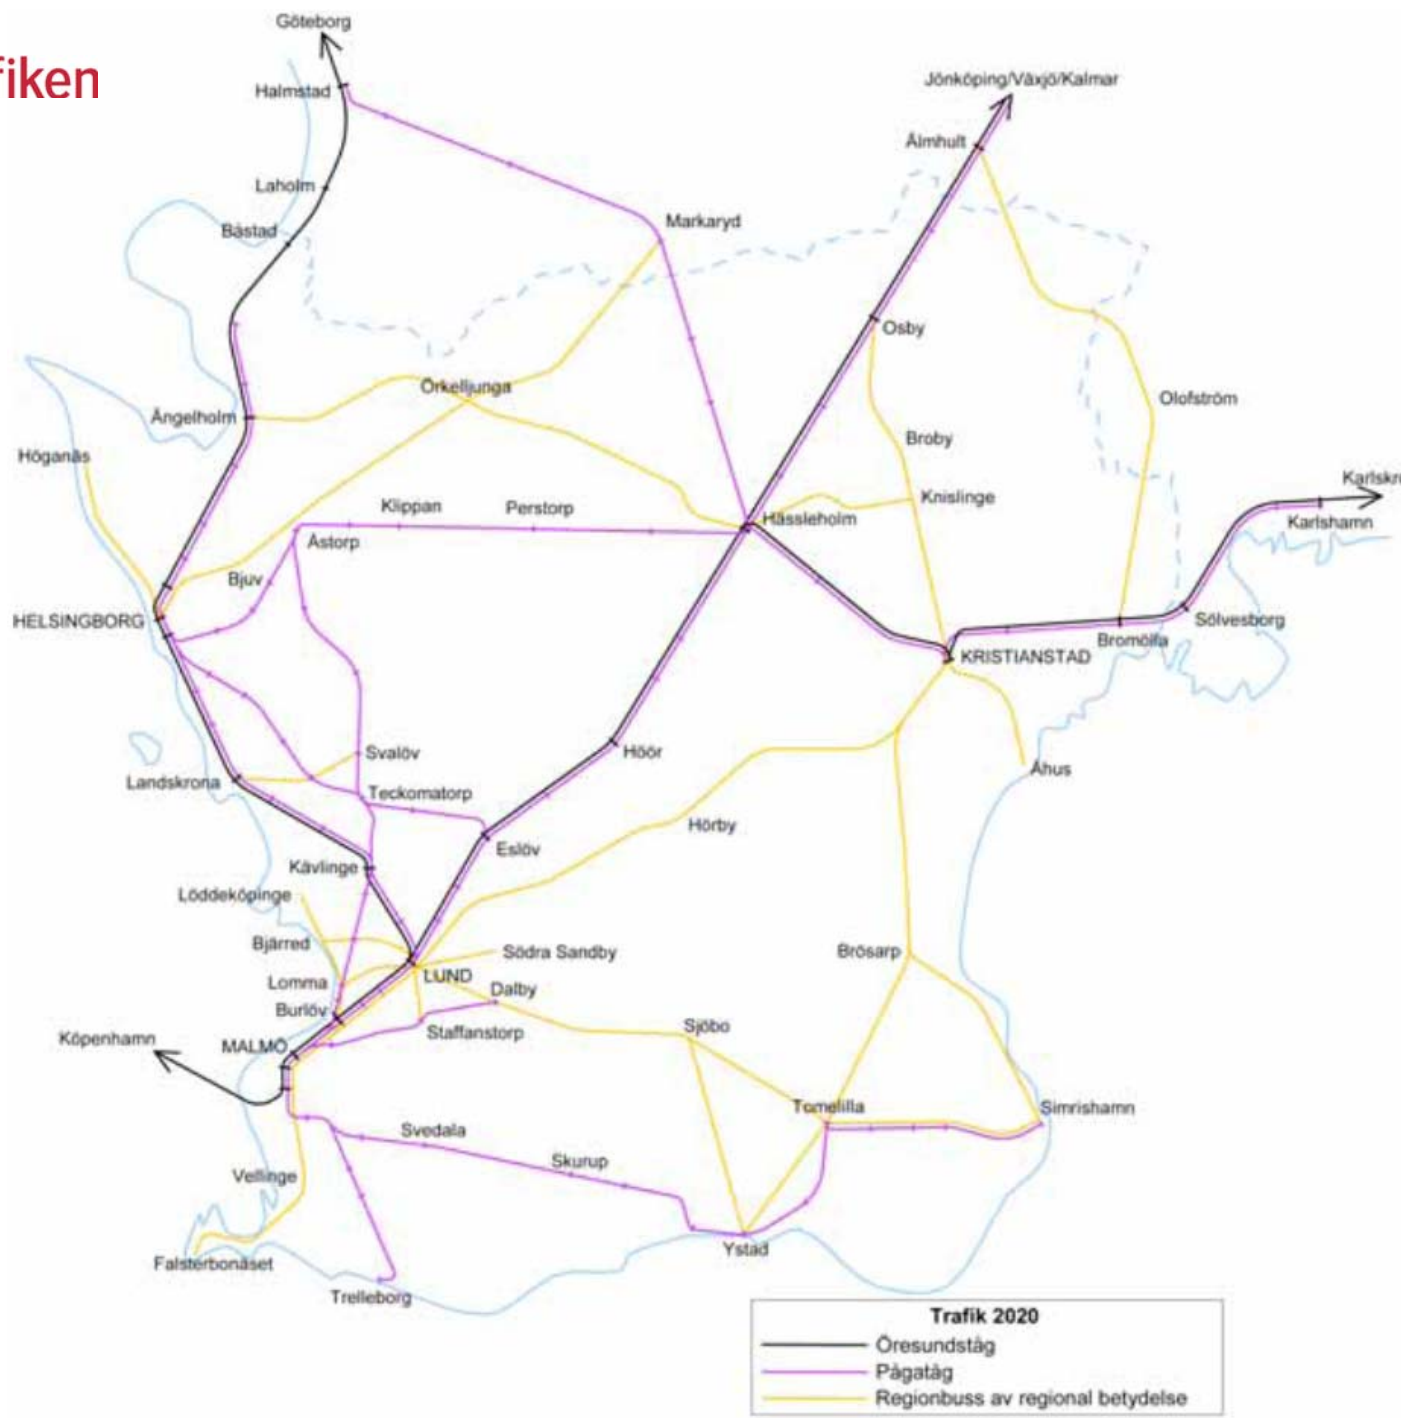 Göteborg
fiken
Halmstad
Jönköping/Växjö/Kalmar
Älmhult
Laholm
Båstad
Markaryd
Osby
Örkelljunga
Olofström
Ängelholm
Broby
Höganäs
Knislinge
Karlskr
Klippan
Perstorp
Hässleholm
Karlshamn
Åstorp
Bjuv
HELSINGBORG
Sölvesborg
Bromölla
KRISTIANSTAD
Svalöv
Höör
Åhus
Landskrona
Teckomatorp
Hörby
Eslöv
Kävlinge
Löddeköpinge
Bjärred
Södra Sandby
Brösarp
LUND
Lomma
Dalby
Burlöv
Staffanstorp
Sjöbo
Köpenhamn
MALMÖ
Tomelilla
Simrishamn
Svedala
Skurup
Vellinge
Ystad
Falsterbonäset
Trelleborg
Trafik 2020
Öresundståg
Pågatåg
Regionbuss av regional betydelse